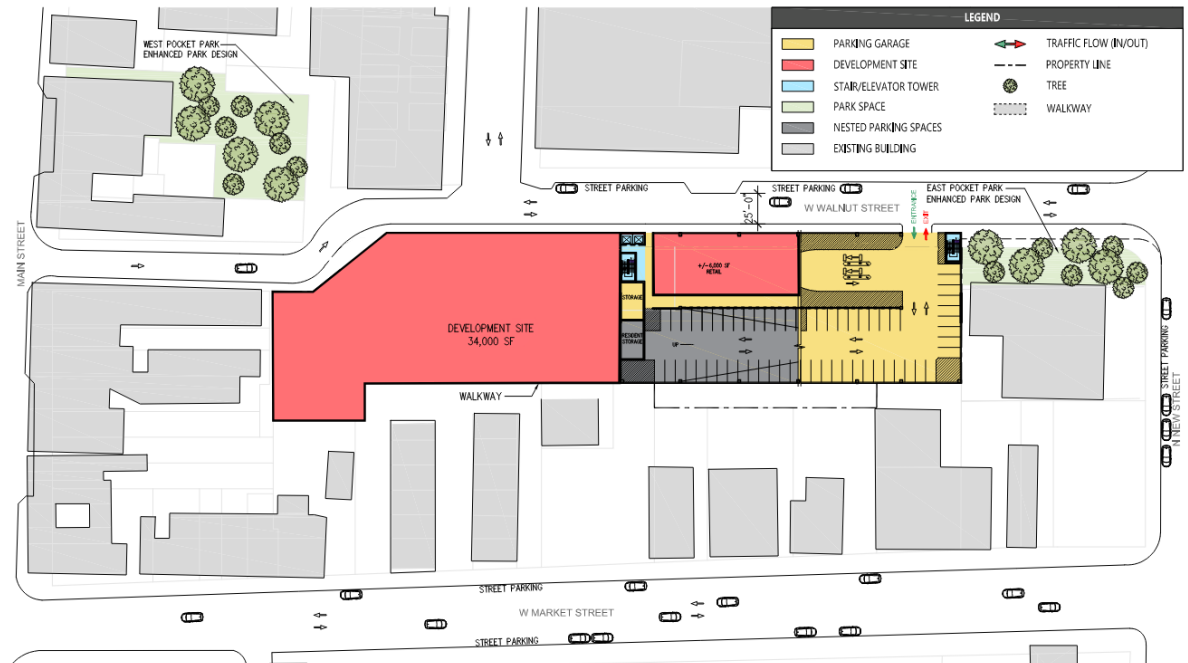 WEST POCKET PARK
ENHANCED PARK DESIGN
LEGEND
PARKING GARAGE
DEVELOPMENT SITE
STAIR/ELEVATOR TOWER
PARK SPACE
NESTED PARKING SPACES
EXISTING BUILDING
TRAFFIC FLOW (IN/OUT)
PROPERTY LINE
TREE
WALKWAY
STREET PARKING
STREET PARKING
25'-0"
W WALNUT STREET
ENTRANCE
EXIT
EAST POCKET PARK
ENHANCED PARK DESIGN
MAIN STREET
+/-4,000 SF
RETAIL
STORAGE
RESIDENT
STORAGE
UP
DEVELOPMENT SITE
34,000 SF
WALKWAY
STREET PARKING
N NEW STREET
STREET PARKING
W MARKET STREET
STREET PARKING